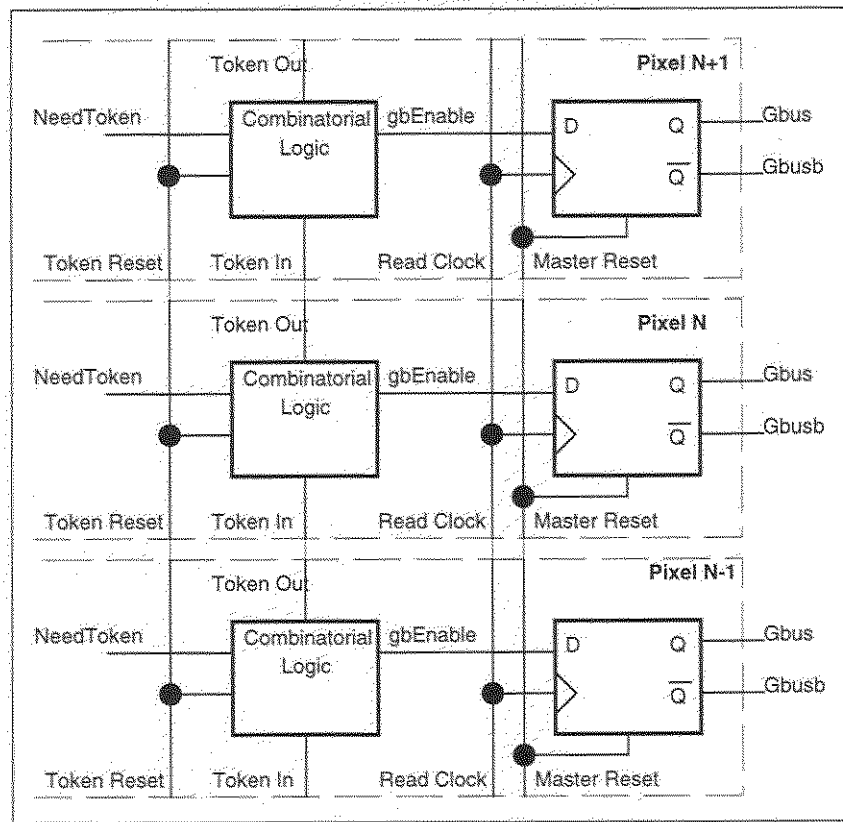 Token Out
Pixel N+1
NeedToken
Combinatorial
Logic
gbEnable
D
Q
Gbus
Q
Gbusb
Token Reset
Token In
Read Clock
Master Reset
Token Out
Pixel N
NeedToken
Combinatorial
Logic
gbEnable
D
Q
Gbus
Q
Gbusb
Token Reset
Token In
Read Clock
Master Reset
Token Out
Pixel N-1
NeedToken
Combinatorial
Logic
gbEnable
D
Q
Gbus
Q
Gbusb
Token Reset
Token In
Read Clock
Master Reset